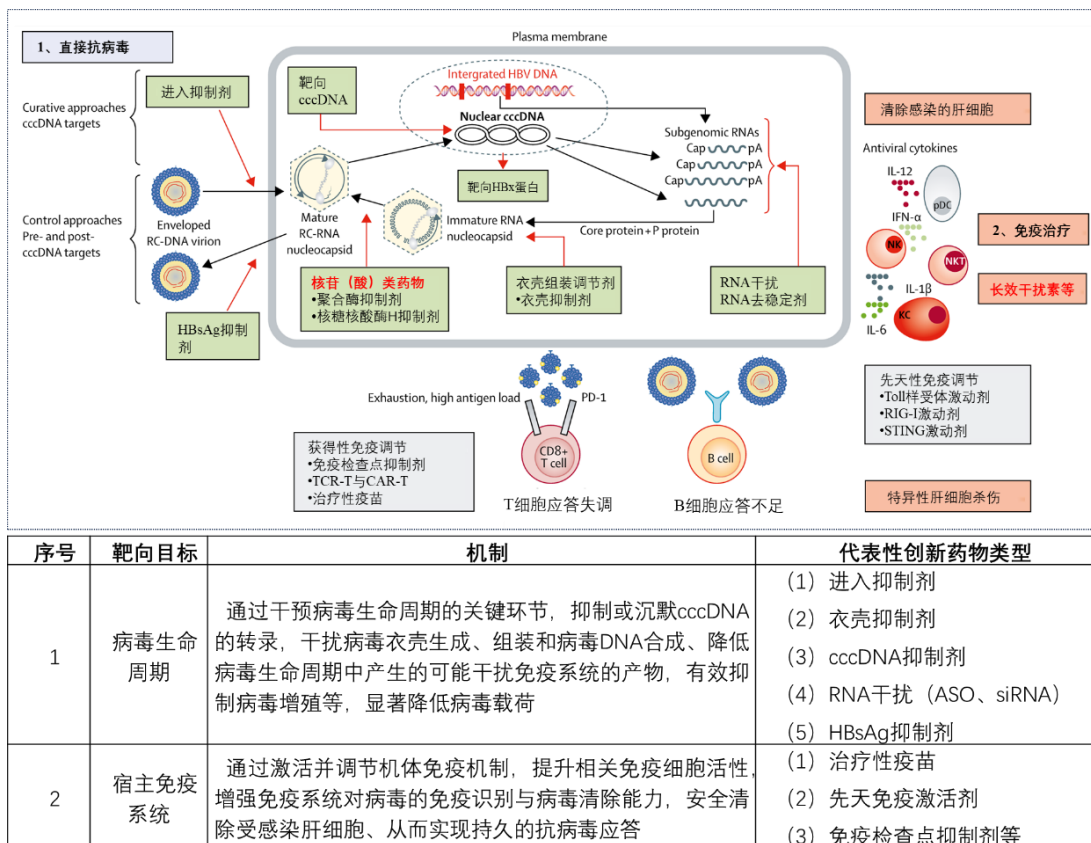 1、直接抗病毒
Plasma membrane
Curative approaches
cccDNA targets
进入抑制剂
靶向
cccDNA
Intergrated HBV DNA
Nuclear cccDNA
靶向HBx蛋白
Subgenomic RNAs
Cap pA
Cap pA
Cap pA
清除感染的肝细胞
Antiviral cytokines
IL-12
pDC
IFN-α
NK
NKT
IL-1β
KC
IL-6
2、免疫治疗
长效干扰素等
Control approaches
Pre- and post-
cccDNA targets
Enveloped
RC-DNA virion
Mature
RC-RNA
nucleocapsid
Immature RNA
nucleocapsid
Core protein + P protein
HBsAg抑制
剂
核苷（酸）类药物
•聚合酶抑制剂
•核糖核酸酶H抑制剂
衣壳组装调节剂
•衣壳抑制剂
RNA干扰
RNA去稳定剂
Exhaustion, high antigen load
PD-1
CD8+
T cell
T细胞应答失调
B cell
B细胞应答不足
获得性免疫调节
•免疫检查点抑制剂
•TCR-T与CAR-T
•治疗性疫苗
先天性免疫调节
•Toll样受体激动剂
•RIG-I激动剂
•STING激动剂
特异性肝细胞杀伤
序号 靶向目标 机制 代表性创新药物类型
1
病毒生命
周期
通过干预病毒生命周期的关键环节，抑制或沉默cccDNA
的转录，干扰病毒衣壳生成、组装和病毒DNA合成、降低
病毒生命周期中产生的可能干扰免疫系统的产物，有效抑
制病毒增殖等，显著降低病毒载荷
（1）进入抑制剂
（2）衣壳抑制剂
（3）cccDNA抑制剂
（4）RNA干扰（ASO、siRNA）
（5）HBsAg抑制剂
2
宿主免疫
系统
通过激活并调节机体免疫机制，提升相关免疫细胞活性，
增强免疫系统对病毒的免疫识别与病毒清除能力，安全清
除受感染肝细胞、从而实现持久的抗病毒应答
（1）治疗性疫苗
（2）先天免疫激活剂
（3）免疫检查点抑制剂等